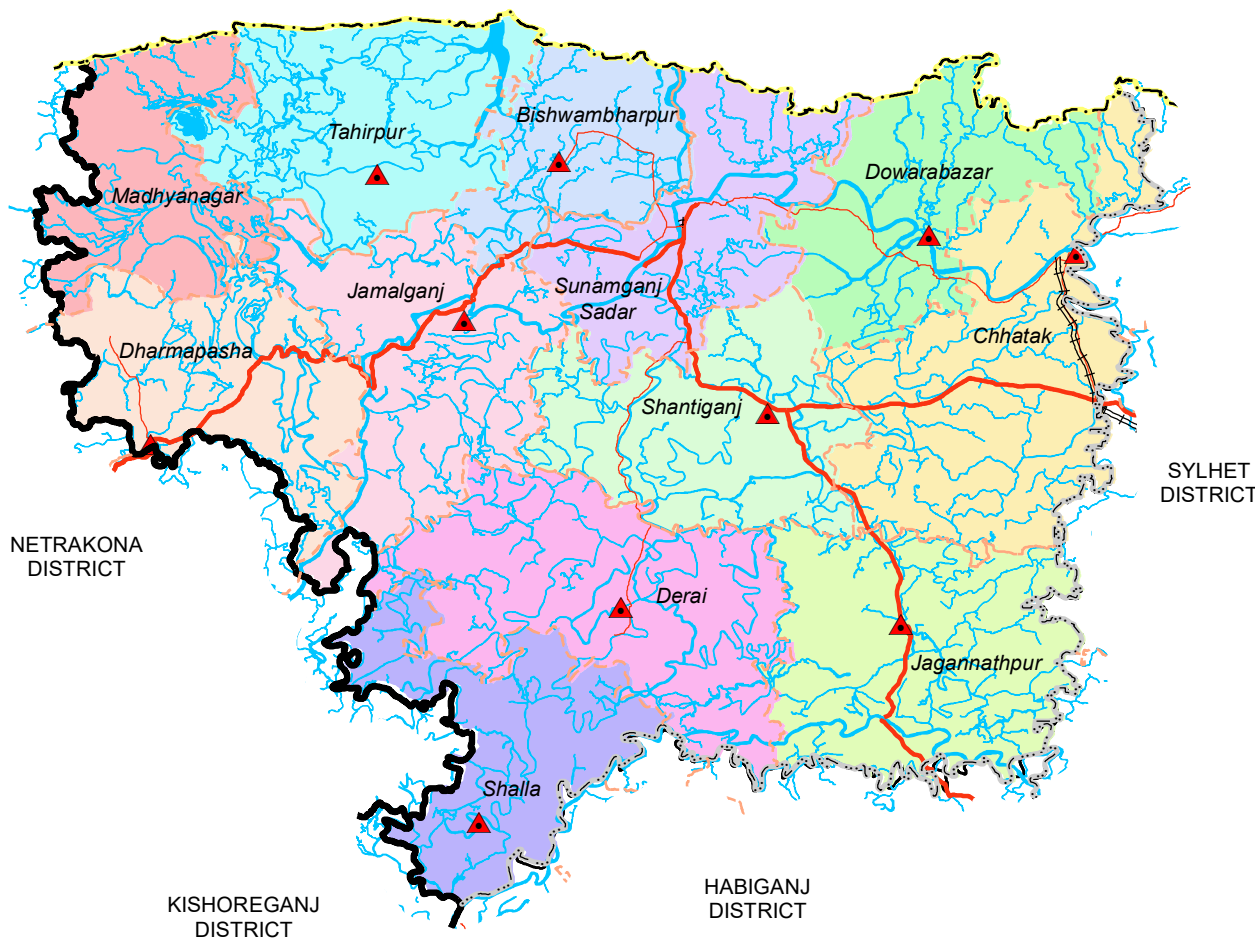 Bishwambharpur
Tahirpur
Dowarabazar
Madhyanagar
Jamalganj
Sunamganj
Sadar
Chhatak
Dharmapasha
Shantiganj
SYLHET
DISTRICT
NETRAKONA
DISTRICT
Derai
Jagannathpur
Shalla
HABIGANJ
DISTRICT
KISHOREGANJ
DISTRICT